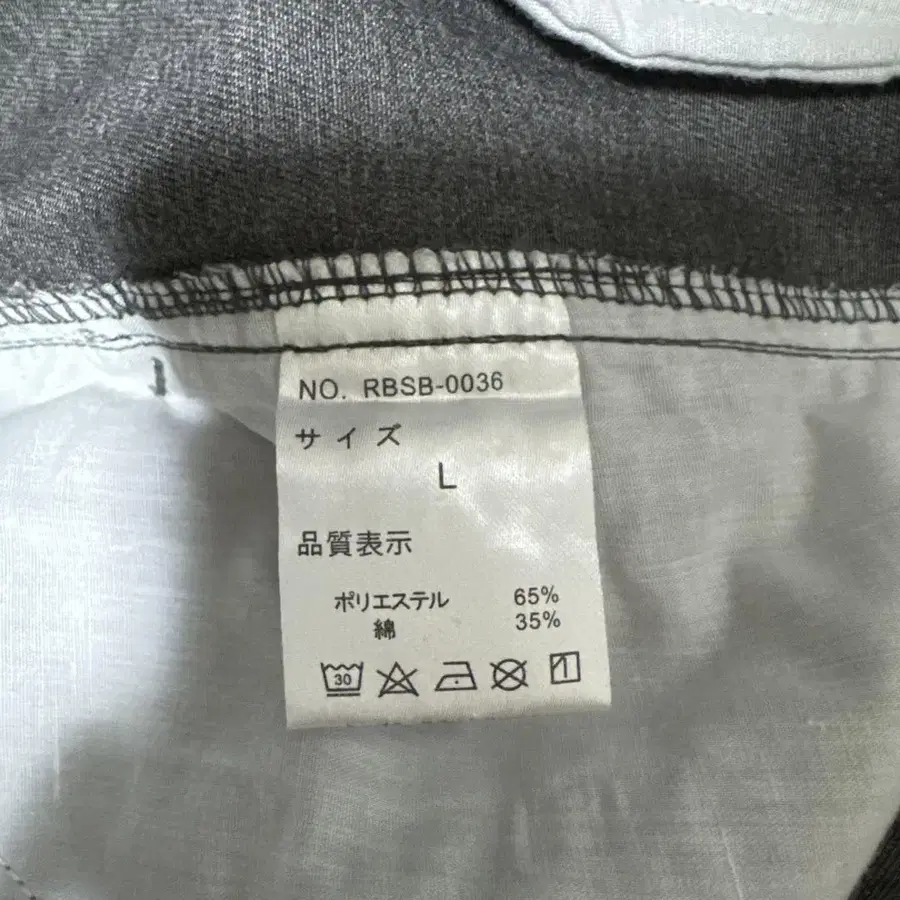 NO. RBSB-0036
サイズ
L
品質表示
ポリエステル 65%
綿 35%
30